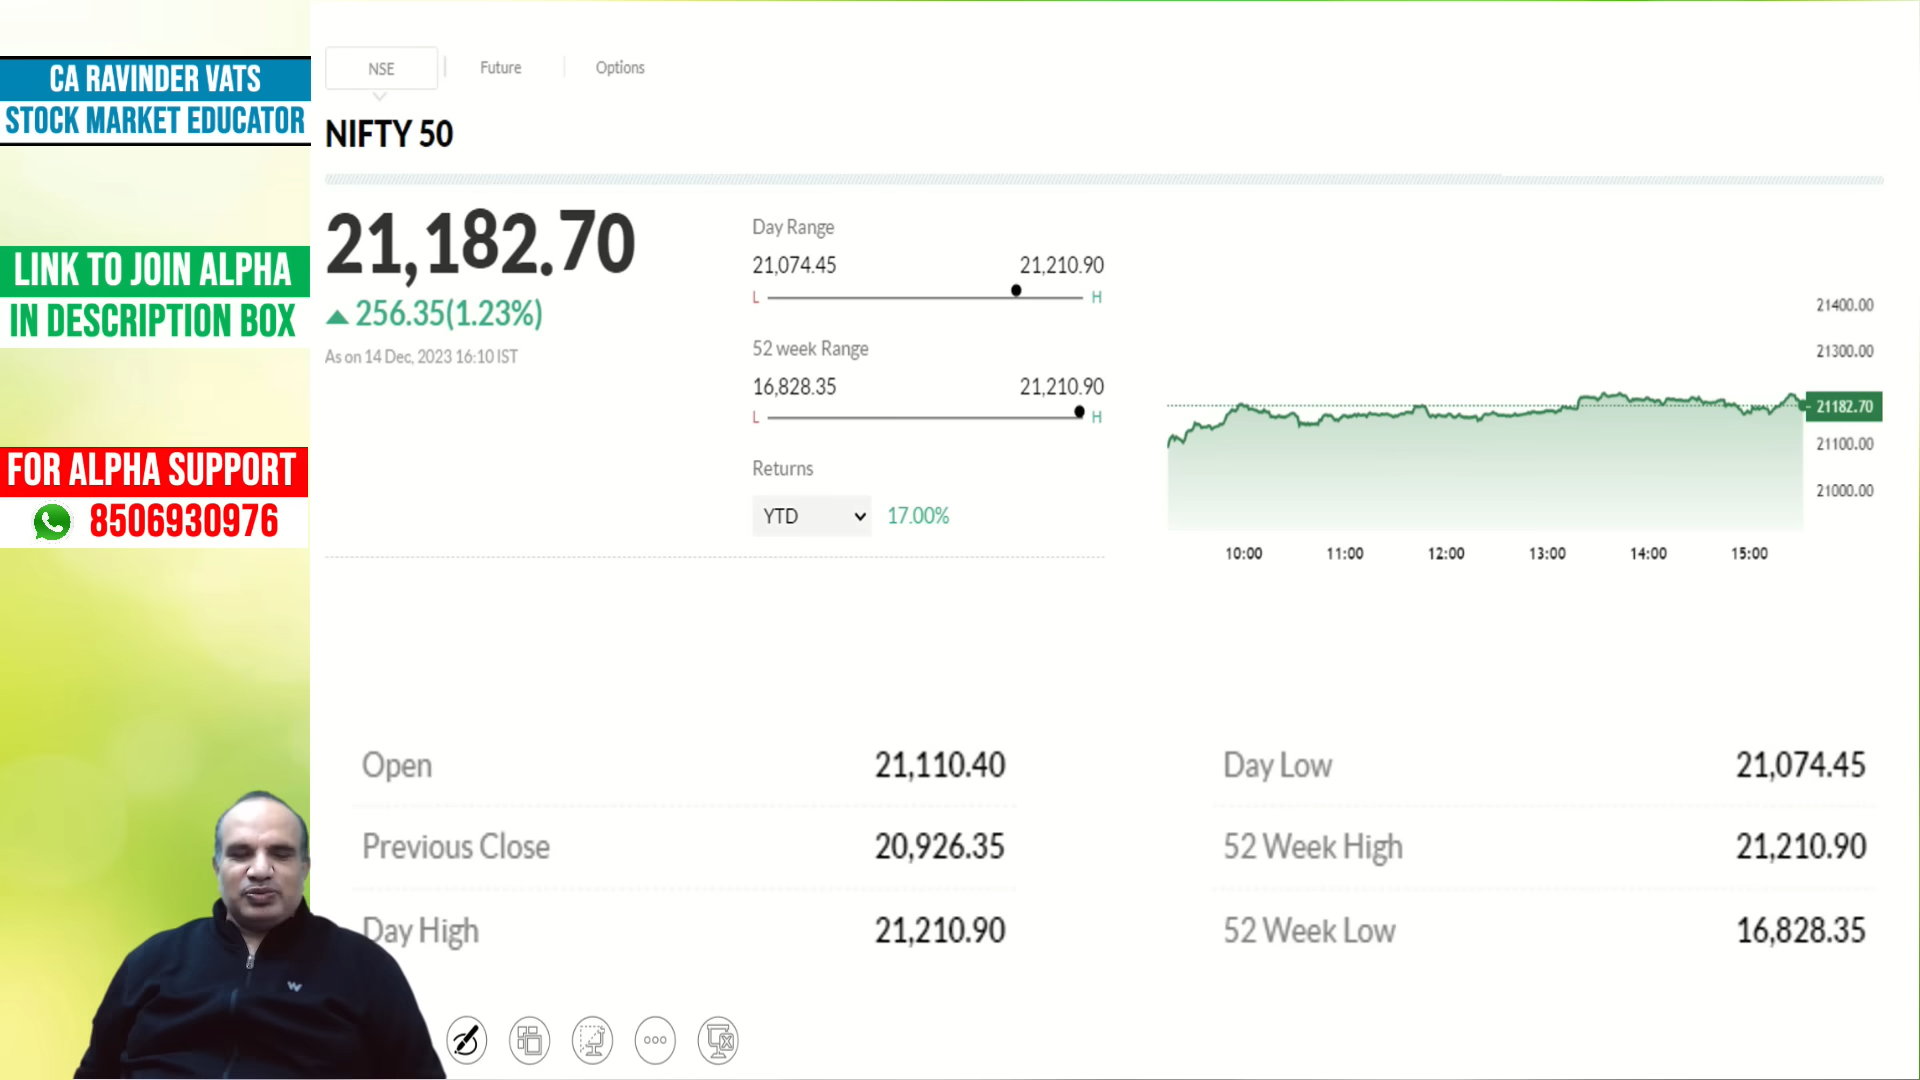 CA RAVINDER VATS
STOCK MARKET EDUCATOR
LINK TO JOIN ALPHA
IN DESCRIPTION BOX
FOR ALPHA SUPPORT
8506930976
NSE
Future
Options
NIFTY 50
21,182.70
256.35(1.23%)
As on 14 Dec, 2023 16:10 IST
Day Range
21,074.45 21,210.90
L H
52 week Range
16,828.35 21,210.90
L H
Returns
YTD 17.00%
21400.00
21300.00
21182.70
21100.00
21000.00
10:00 11:00 12:00 13:00 14:00 15:00
Open 21,110.40
Previous Close 20,926.35
Day High 21,210.90
Day Low 21,074.45
52 Week High 21,210.90
52 Week Low 16,828.35
W